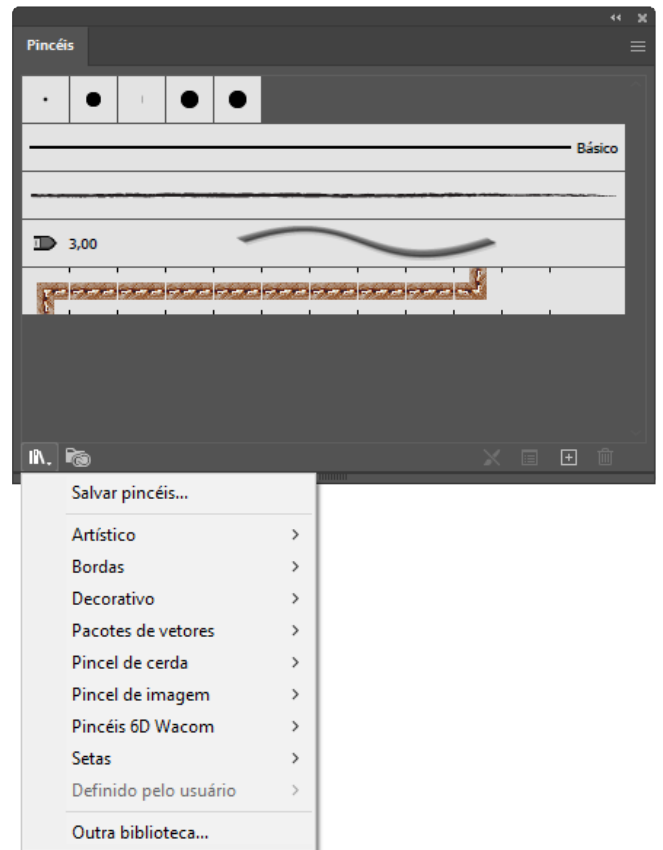 Pincéis
Básico
3,00
Salvar pincéis...
Artístico
Bordas
Decorativo
Pacotes de vetores
Pincel de cerda
Pincel de imagem
Pincéis 6D Wacom
Setas
Definido pelo usuário
Outra biblioteca...